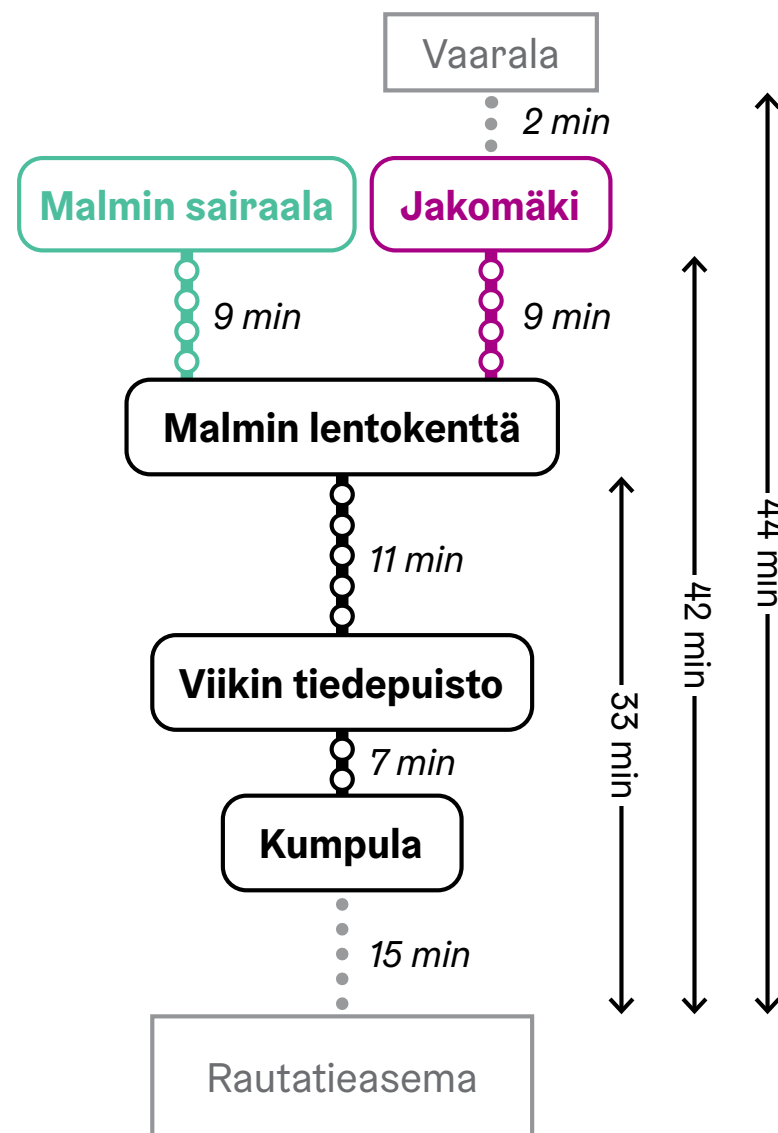 Vaarala
2 min
Malmin sairaala
Jakomäki
9 min
9 min
Malmin lentokenttä
11 min
Viikin tiedepuisto
7 min
Kumpula
15 min
Rautatieasema
33 min
42 min
44 min